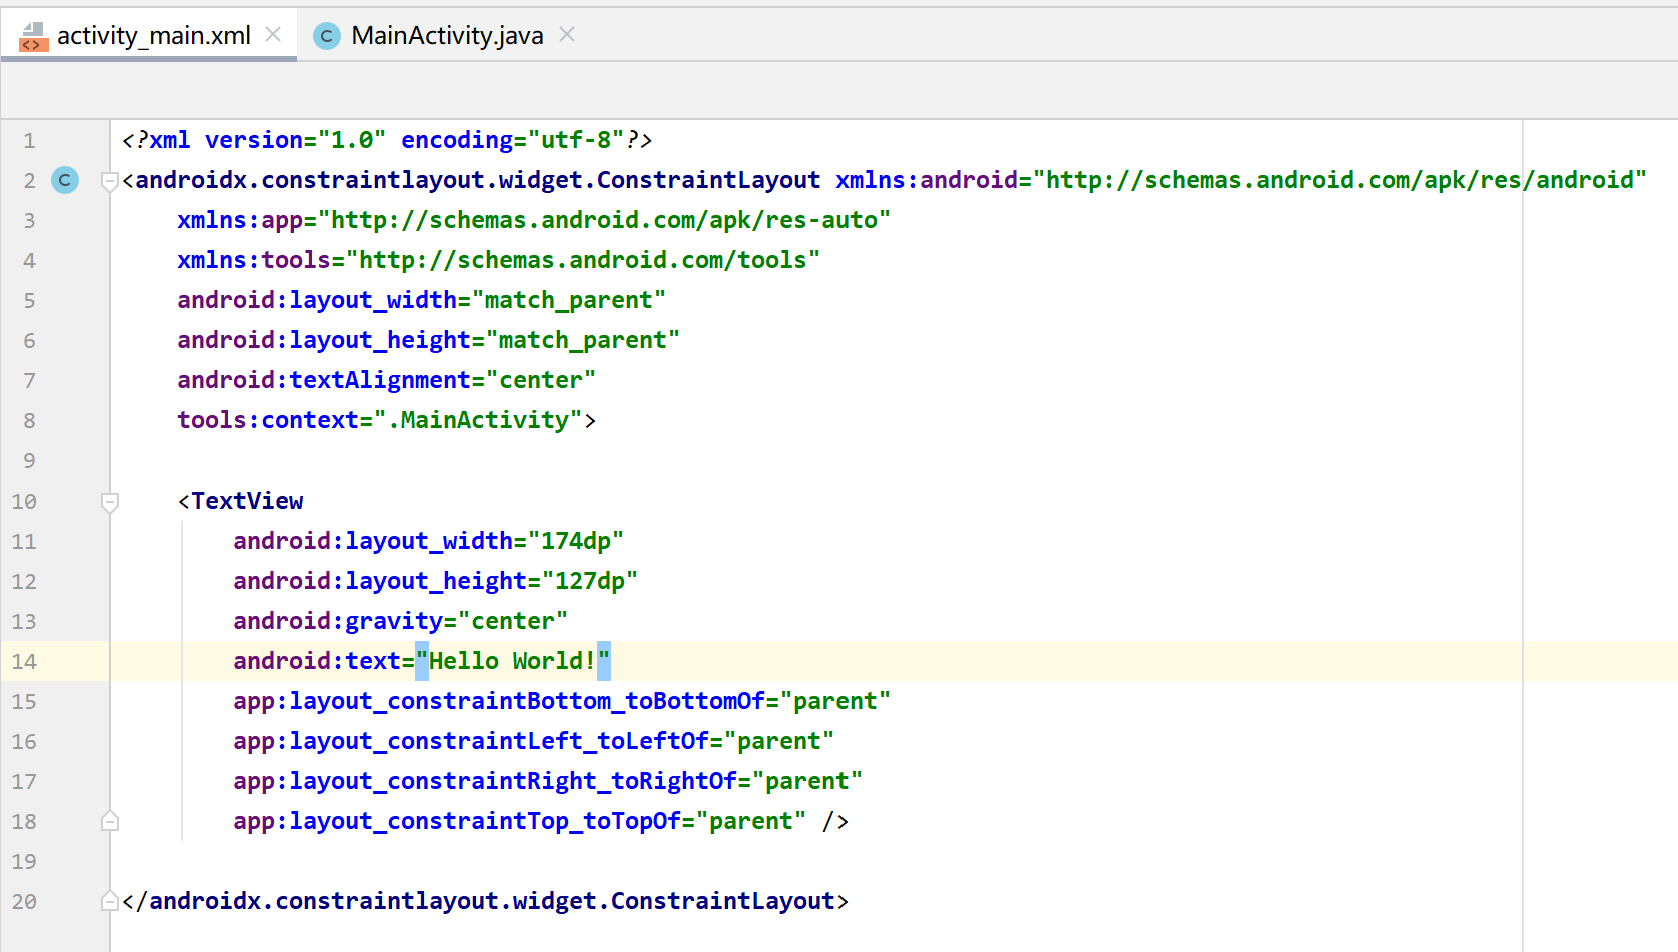 activity_main.xml
MainActivity.java
1 <?xml version="1.0" encoding="utf-8"?>
2 C <androidx.constraintlayout.widget.ConstraintLayout xmlns:android="http://schemas.android.com/apk/res/android"
3 xmlns:app="http://schemas.android.com/apk/res-auto"
4 xmlns:tools="http://schemas.android.com/tools"
5 android:layout_width="match_parent"
6 android:layout_height="match_parent"
7 android:textAlignment="center"
8 tools:context=".MainActivity">
9
10 <TextView
11 android:layout_width="174dp"
12 android:layout_height="127dp"
13 android:gravity="center"
14 android:text="Hello World!"
15 app:layout_constraintBottom_toBottomOf="parent"
16 app:layout_constraintLeft_toLeftOf="parent"
17 app:layout_constraintRight_toRightOf="parent"
18 app:layout_constraintTop_toTopOf="parent" />
19
20 </androidx.constraintlayout.widget.ConstraintLayout>